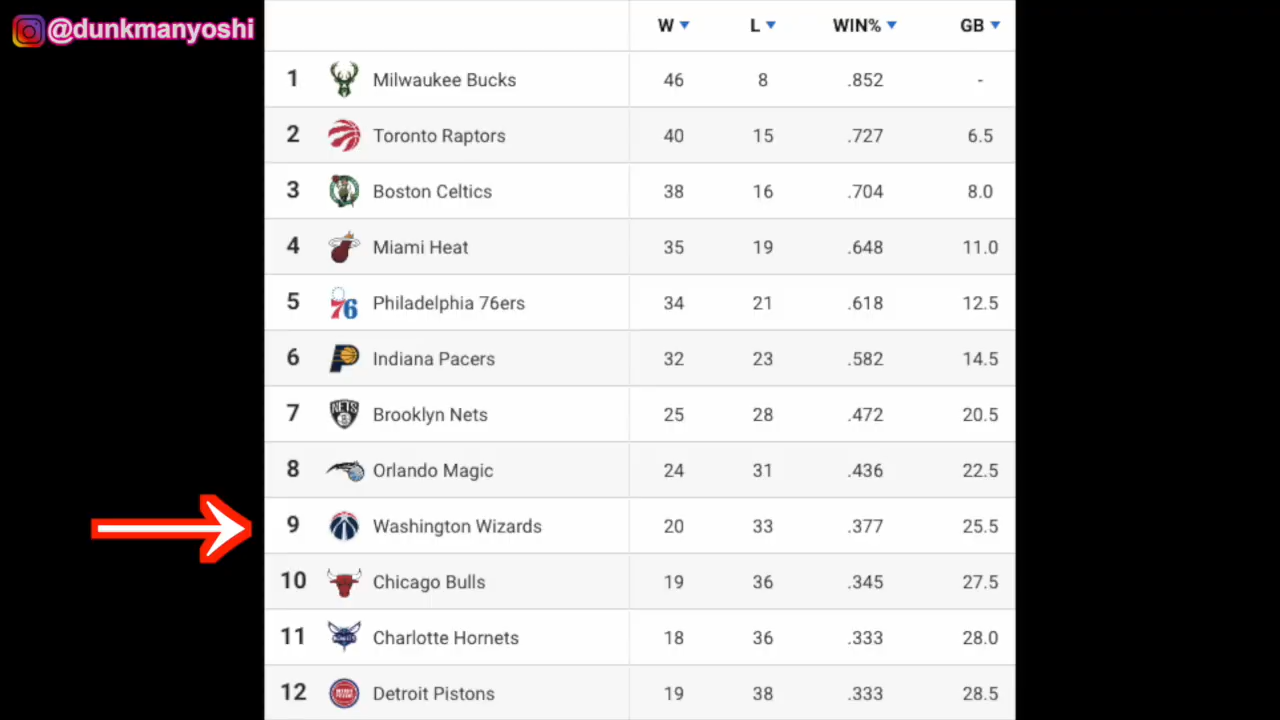 @dunkmanyoshi
W L WIN% GB
1 Milwaukee Bucks 46 8 .852 -
2 Toronto Raptors 40 15 .727 6.5
3 Boston Celtics 38 16 .704 8.0
4 Miami Heat 35 19 .648 11.0
5 Philadelphia 76ers 34 21 .618 12.5
6 Indiana Pacers 32 23 .582 14.5
7 Brooklyn Nets 25 28 .472 20.5
8 Orlando Magic 24 31 .436 22.5
9 Washington Wizards 20 33 .377 25.5
10 Chicago Bulls 19 36 .345 27.5
11 Charlotte Hornets 18 36 .333 28.0
12 Detroit Pistons 19 38 .333 28.5